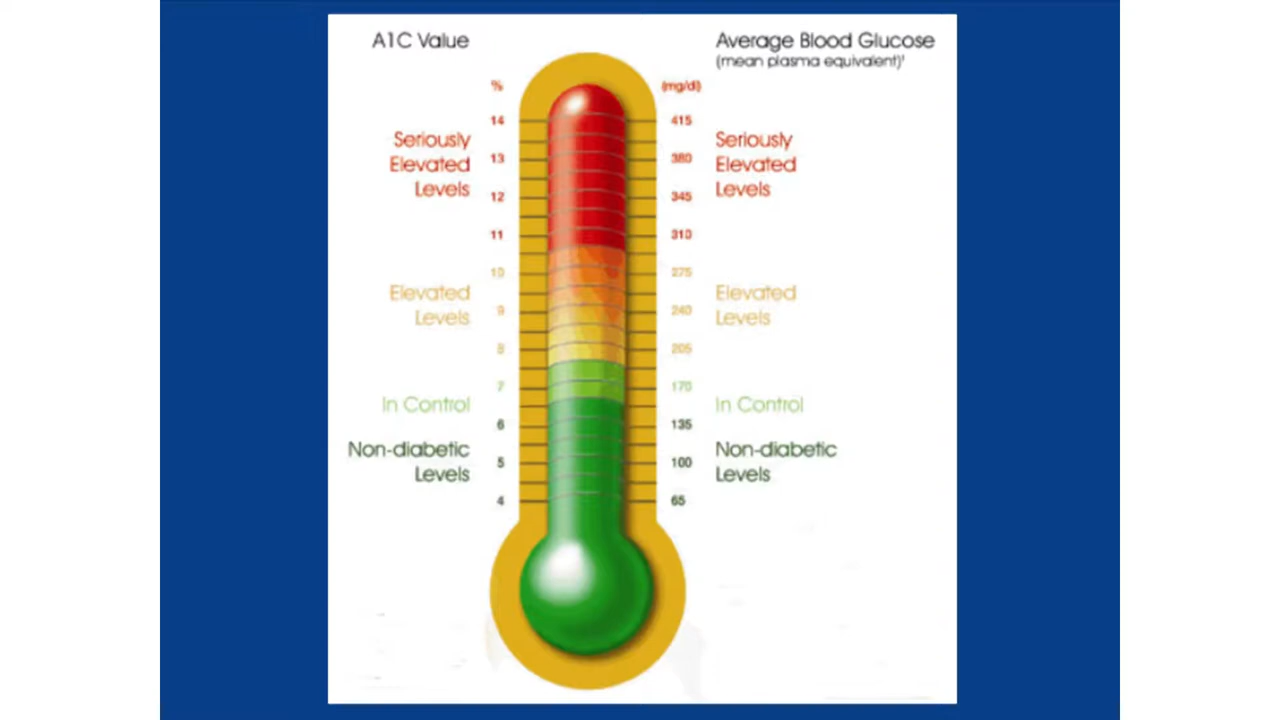 A1C Value
Average Blood Glucose
(mean plasma equivalent)¹
%
(mg/dl)
14
415
Seriously
Elevated
Levels
13
380
Seriously
Elevated
Levels
12
345
11
310
10
275
Elevated
Levels
9
240
Elevated
Levels
8
205
7
170
In Control
In Control
6
135
Non-diabetic
Levels
5
100
Non-diabetic
Levels
4
65